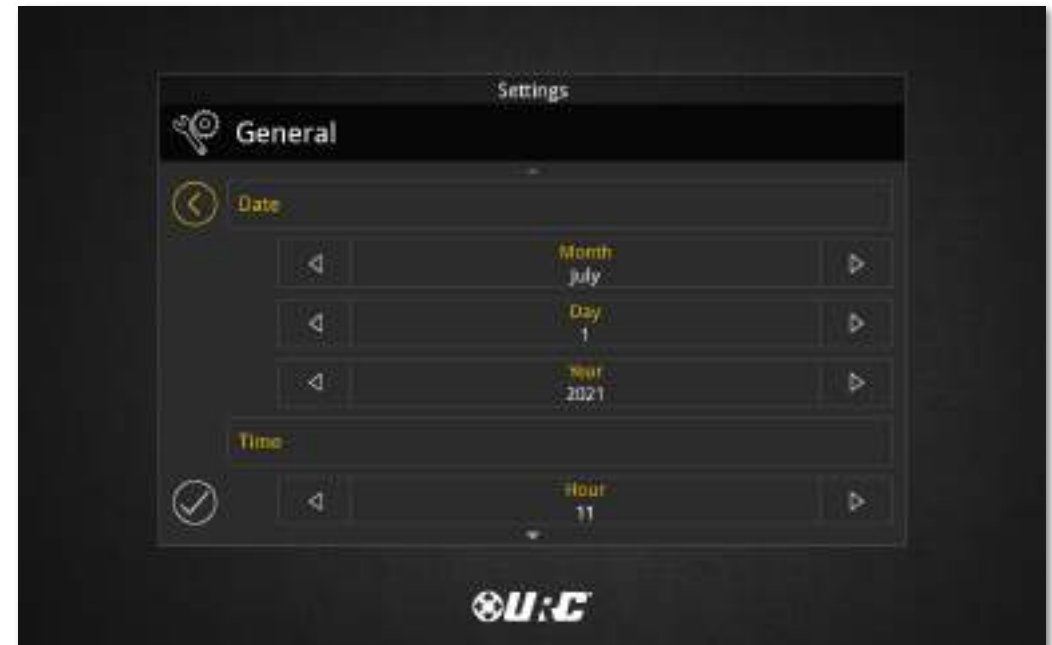 Settings
General
Date
Month
July
Day
1
Year
2021
Time
Hour
11
URC